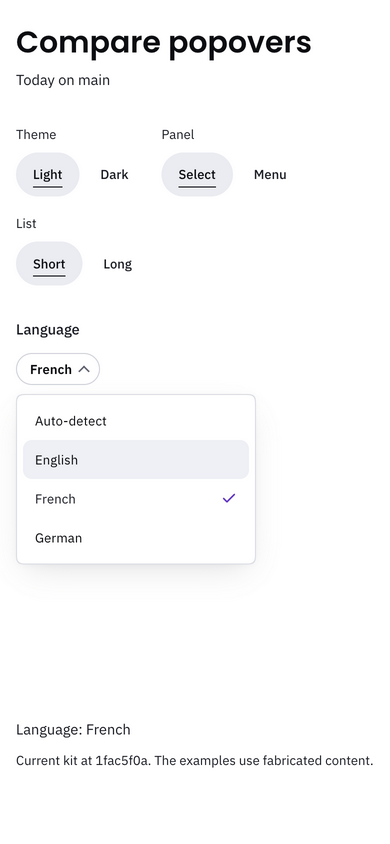 Compare popovers
Today on main
Theme
Panel
Light
Dark
Select
Menu
List
Short
Long
Language
French
Auto-detect
English
French
German
Language: French
Current kit at 1fac5f0a. The examples use fabricated content.